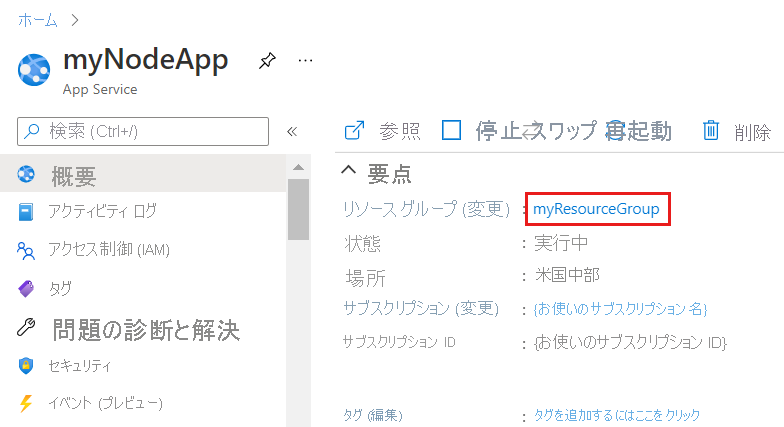 ホーム
myNodeApp
App Service
検索 (Ctrl+/)
概要
アクティビティ ログ
アクセス制御 (IAM)
タグ
問題の診断と解決
セキュリティ
イベント (プレビュー)
参照 停止 スワップ 再起動 削除
要点
リソース グループ (変更) : myResourceGroup
状態 : 実行中
場所 : 米国中部
サブスクリプション (変更) : {お使いのサブスクリプション名}
サブスクリプション ID : {お使いのサブスクリプション ID}
タグ (編集) : タグを追加するにはここをクリック